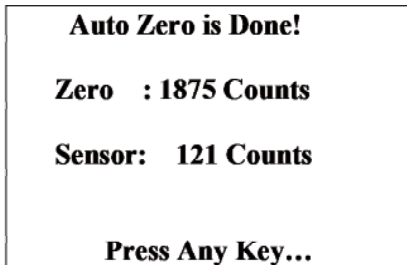 Auto Zero is Done!
Zero : 1875 Counts
Sensor: 121 Counts
Press Any Key...